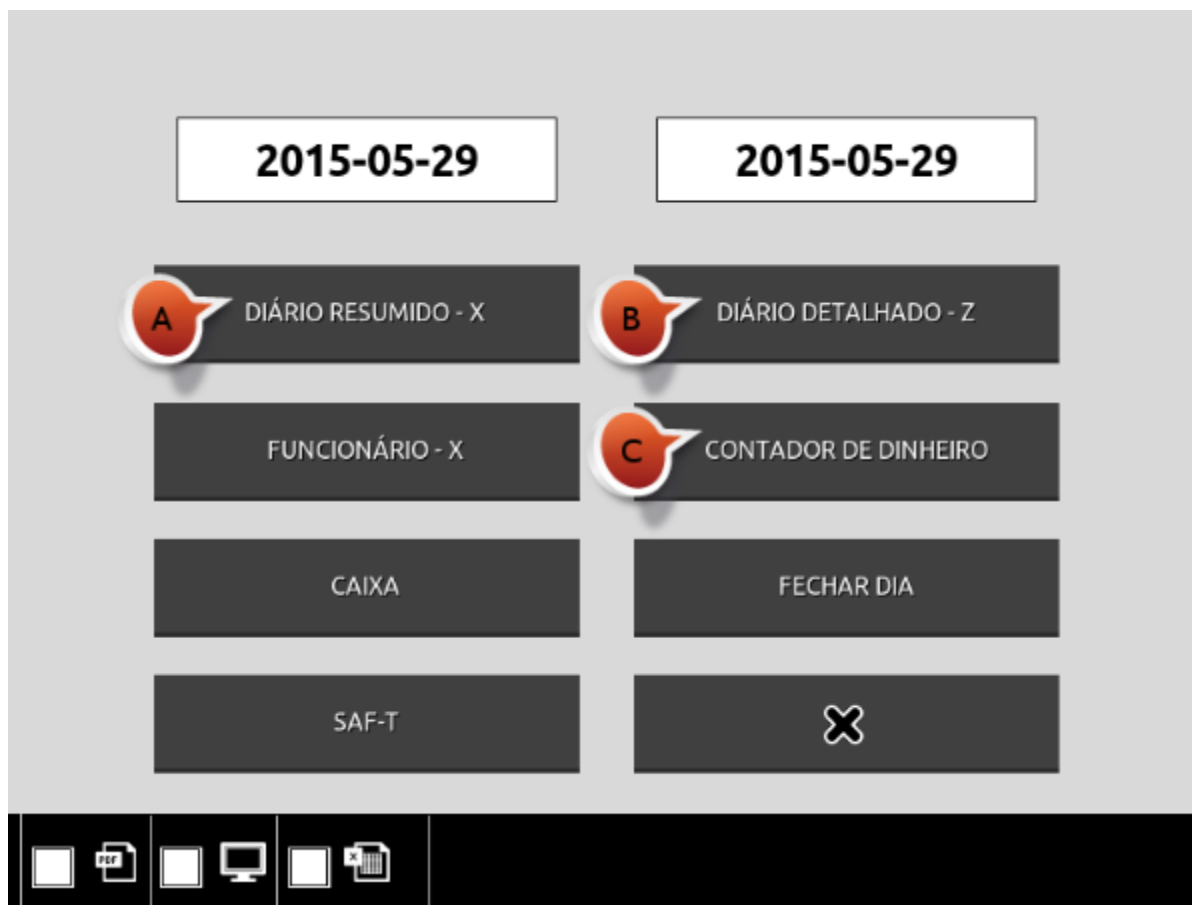 2015-05-29
2015-05-29
A
DIÁRIO RESUMIDO - X
B
DIÁRIO DETALHADO - Z
FUNCIONÁRIO - X
C
CONTADOR DE DINHEIRO
CAIXA
FECHAR DIA
SAF-T
PDF
X